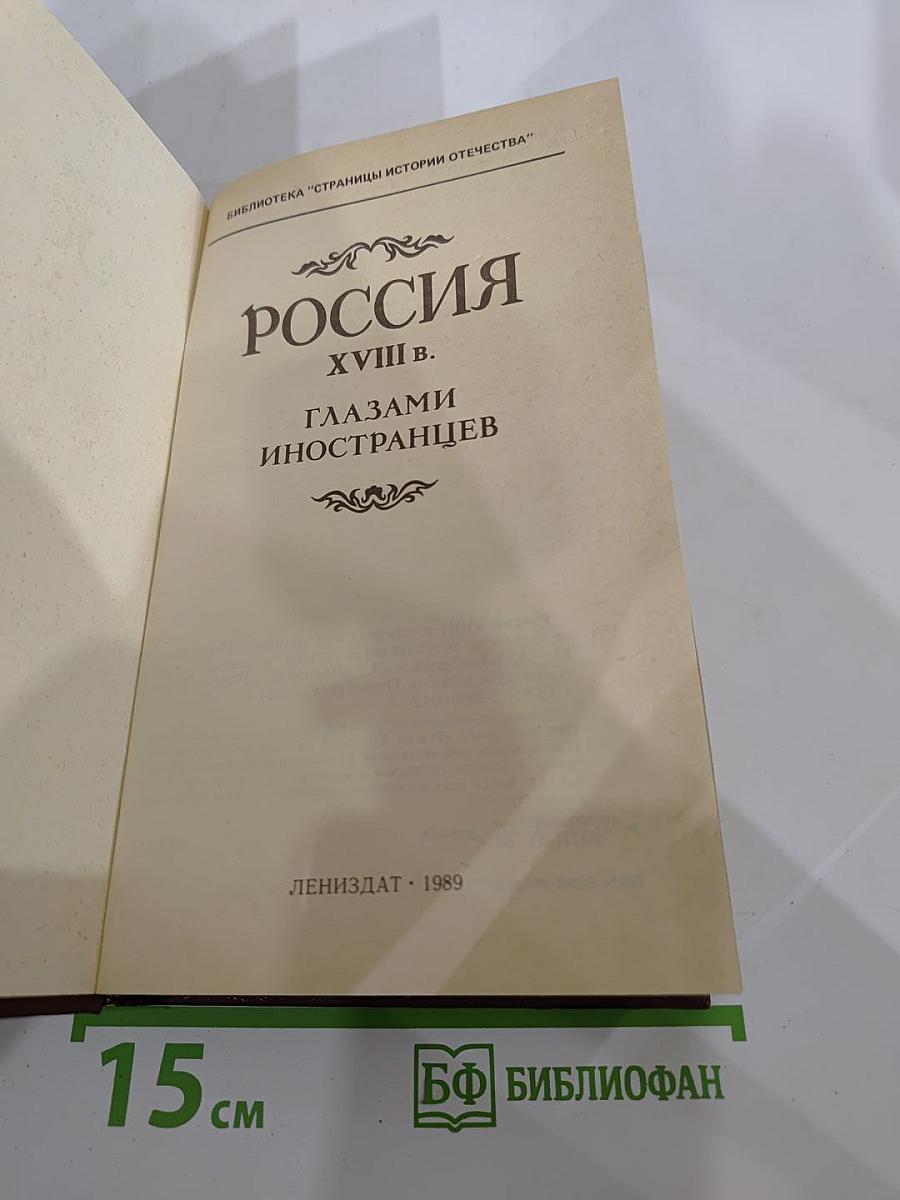 БИБЛИОТЕКА "СТРАНИЦЫ ИСТОРИИ ОТЕЧЕСТВА"
РОССИЯ
XVIII в.
ГЛАЗАМИ
ИНОСТРАНЦЕВ
ЛЕНИЗДАТ · 1989
15 см
БФ БИБЛИОФАН